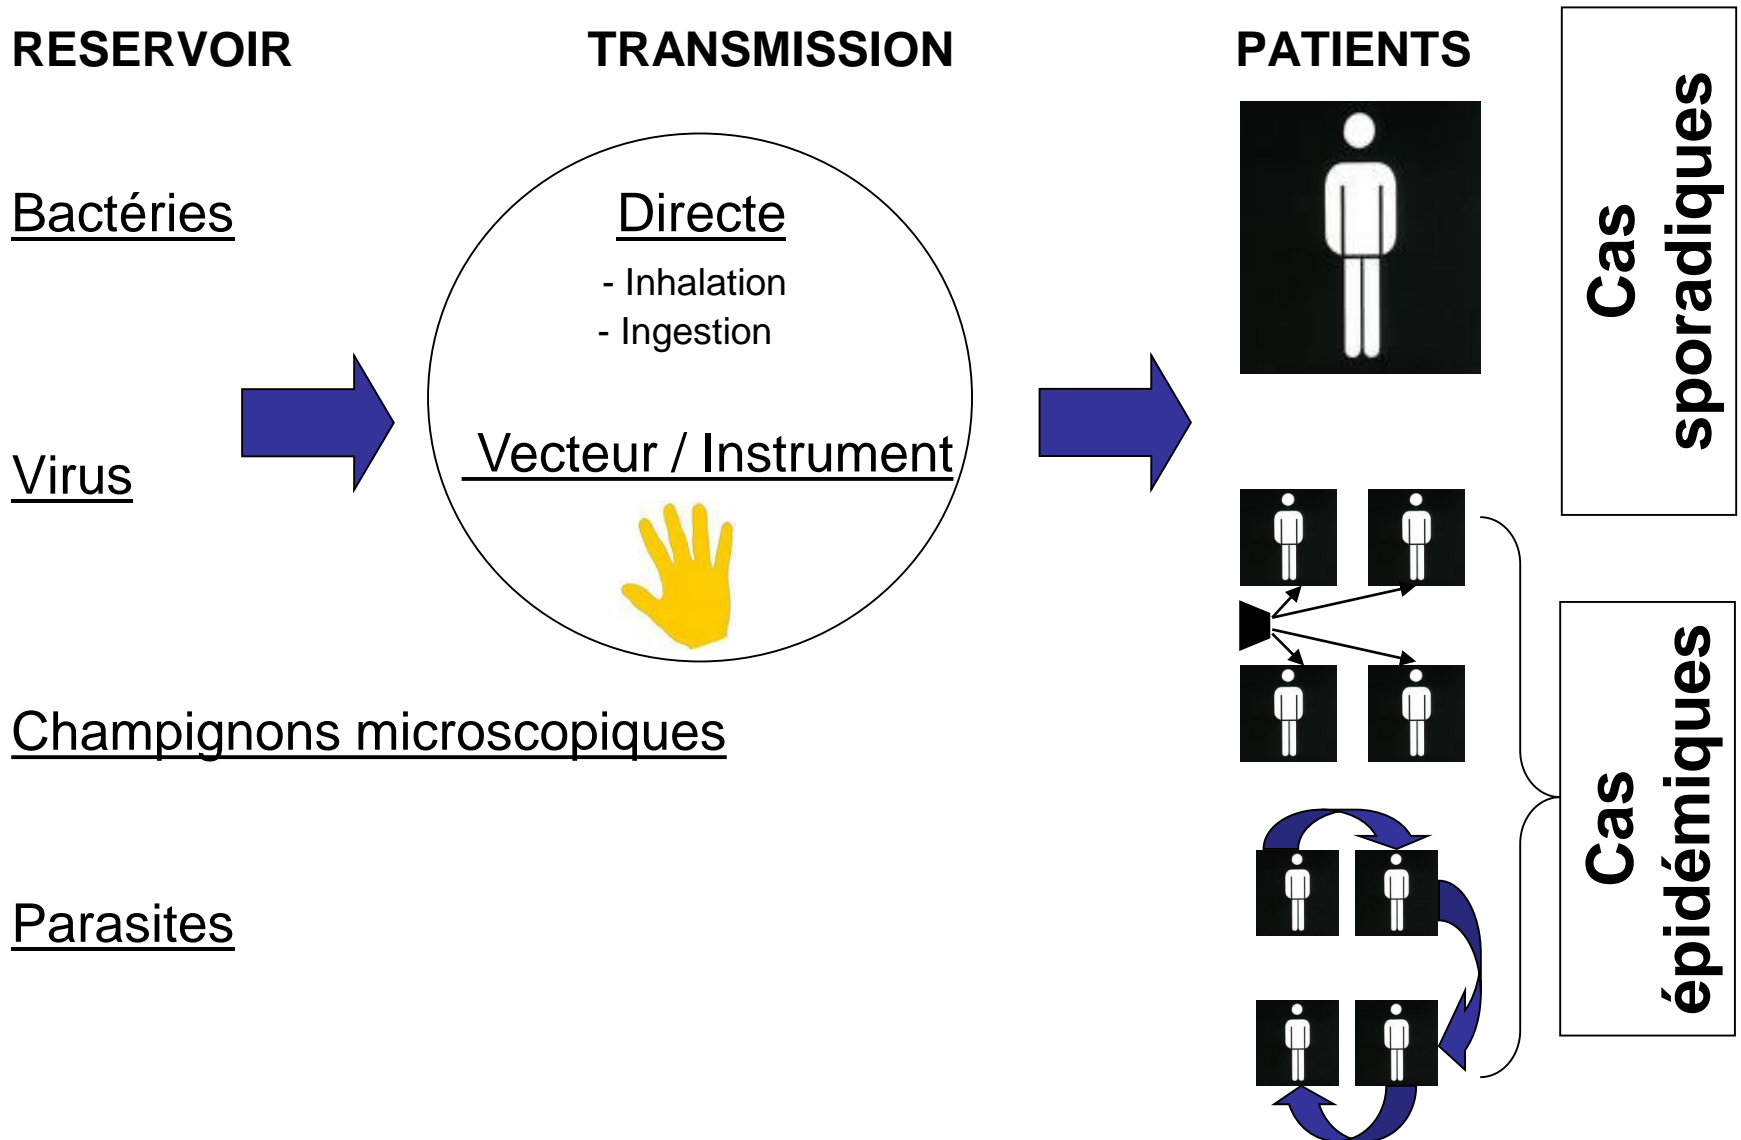 RESERVOIR
TRANSMISSION
PATIENTS
Bactéries
Directe
- Inhalation
- Ingestion
Virus
Vecteur / Instrument
Champignons microscopiques
Parasites
Cas
sporadiques
Cas
épidémiques